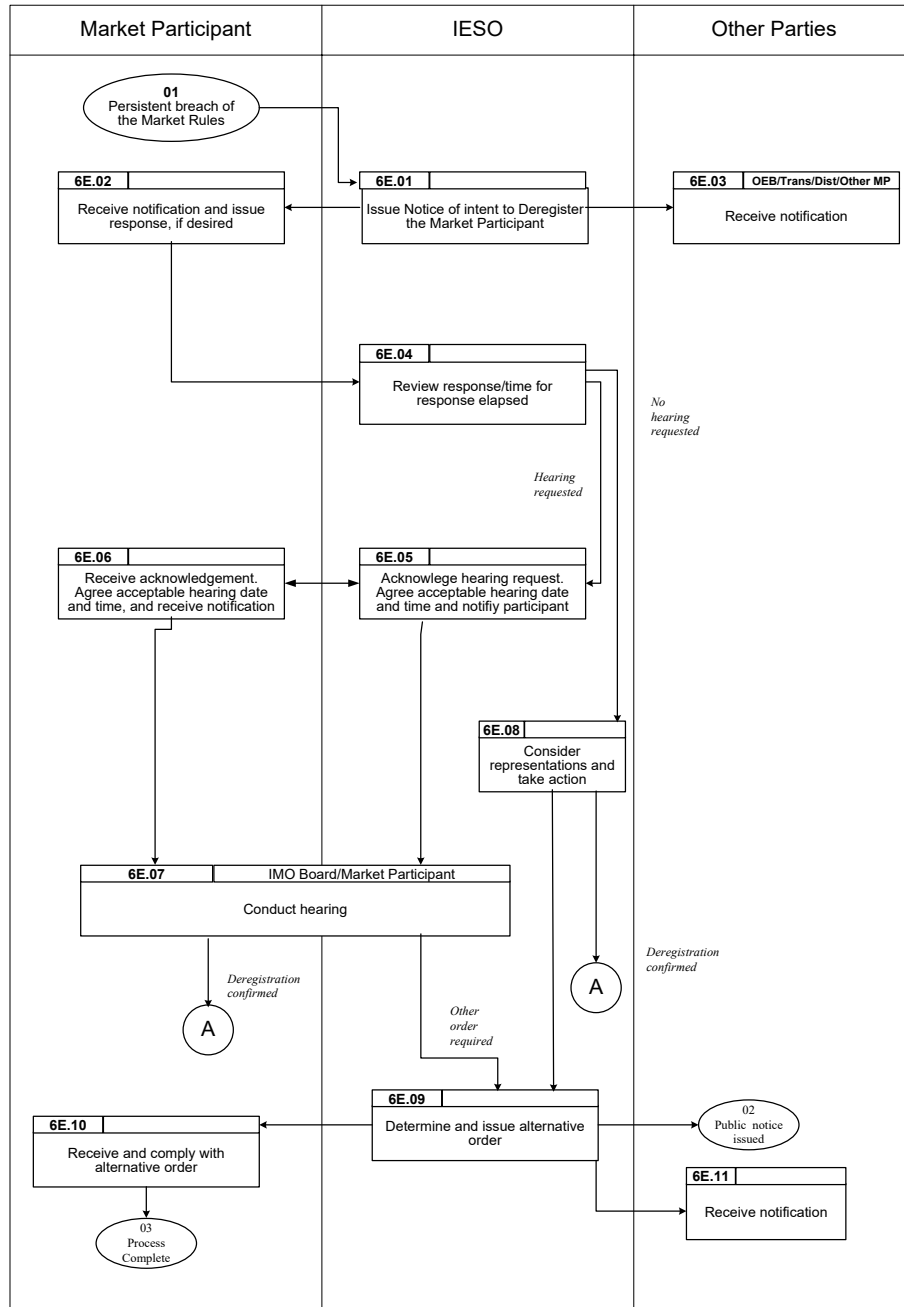 Market Participant
IESO
Other Parties
01
Persistent breach of
the Market Rules
6E.02
Receive notification and issue
response, if desired
6E.01
Issue Notice of intent to Deregister
the Market Participant
6E.03
OEB/Trans/Dist/Other MP
Receive notification
6E.04
Review response/time for
response elapsed
No
hearing
requested
Hearing
requested
6E.06
Receive acknowledgement.
Agree acceptable hearing date
and time, and receive notification
6E.05
Acknowlege hearing request.
Agree acceptable hearing date
and time and notifiy participant
6E.08
Consider
representations and
take action
6E.07
IMO Board/Market Participant
Conduct hearing
Deregistration
confirmed
A
Other
order
required
A
Deregistration
confirmed
6E.09
Determine and issue alternative
order
6E.10
Receive and comply with
alternative order
02
Public notice
issued
6E.11
Receive notification
03
Process
Complete